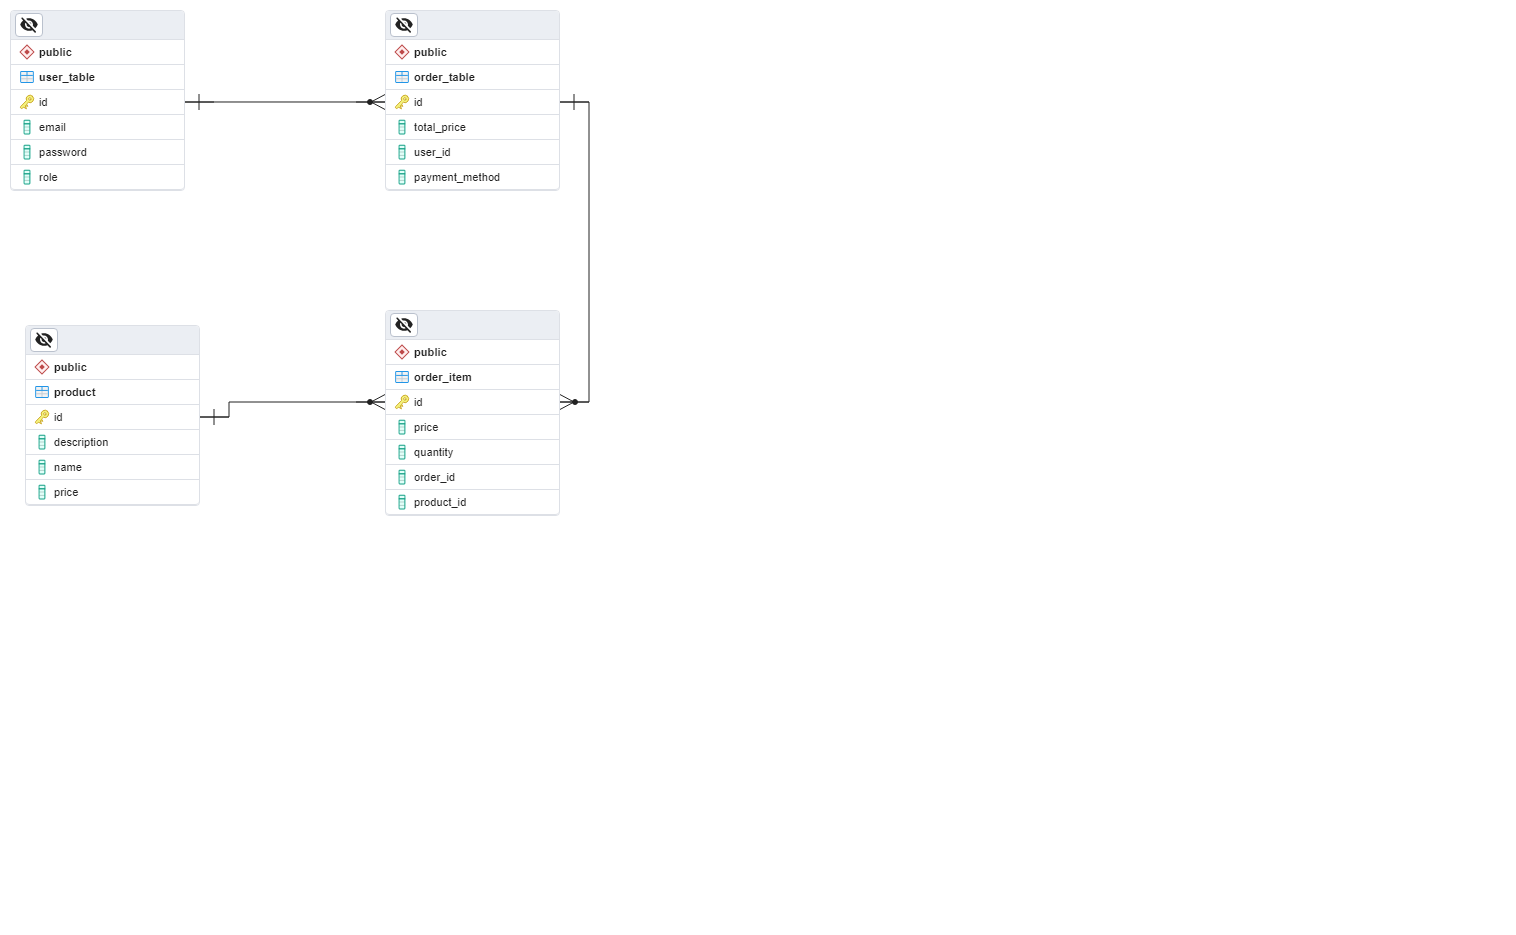 public
user_table
id
email
password
role
public
order_table
id
total_price
user_id
payment_method
public
product
id
description
name
price
public
order_item
id
price
quantity
order_id
product_id